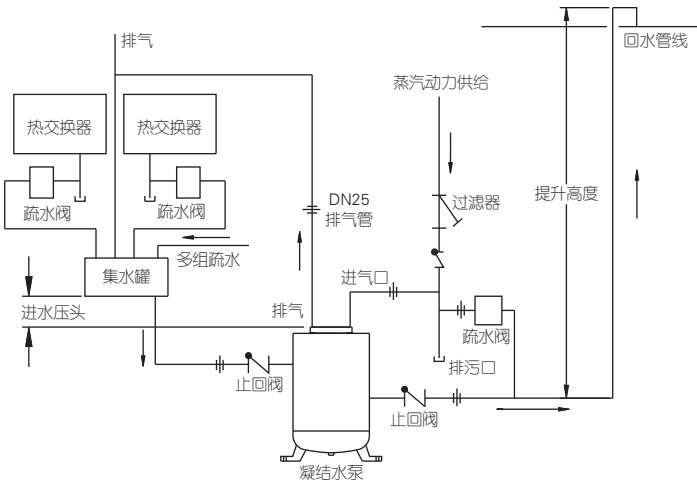 排气
回水管线
蒸汽动力供给
热交换器
热交换器
提升高度
过滤器
DN25
排气管
疏水阀
疏水阀
多组疏水
集水罐
进气口
进水压头
排气
疏水阀
排污口
止回阀
止回阀
凝结水泵